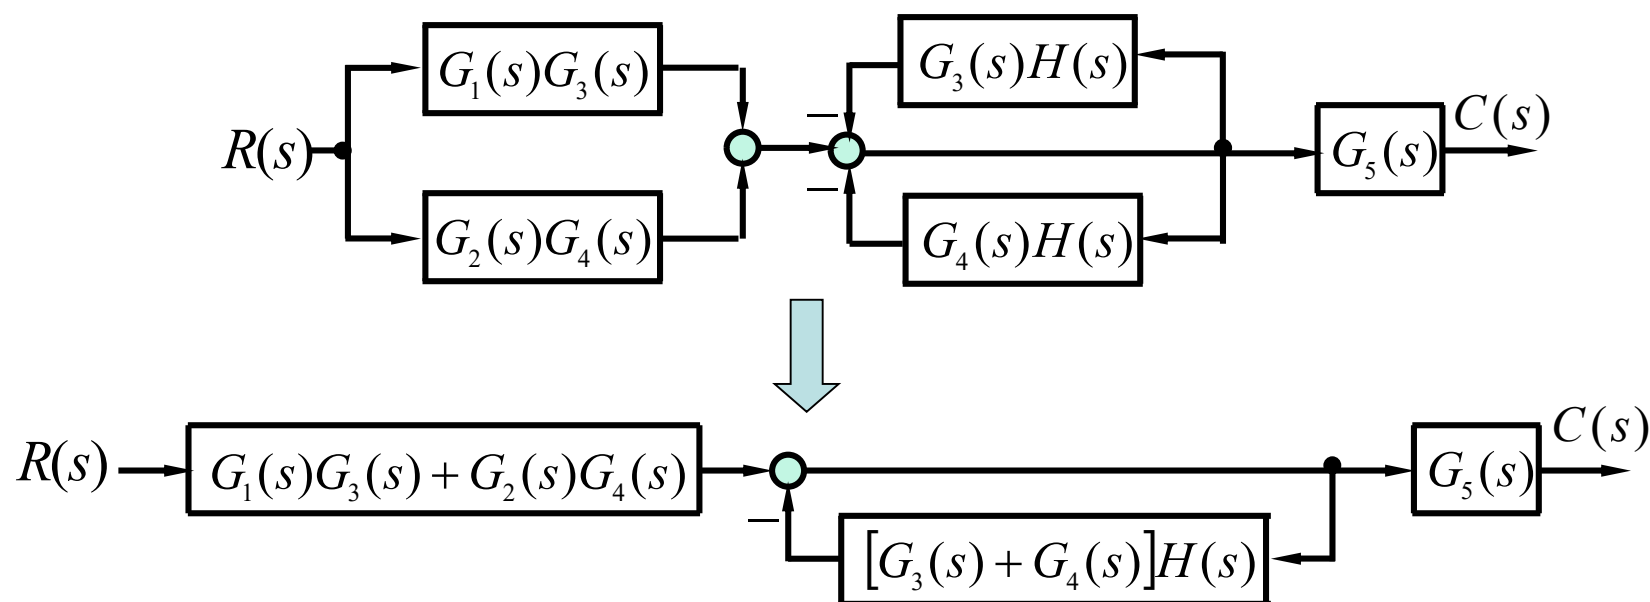 G₁(s)G₃(s)
G₃(s)H(s)
−
R(s)
G₅(s)
C(s)
−
G₂(s)G₄(s)
G₄(s)H(s)
R(s)
G₁(s)G₃(s) + G₂(s)G₄(s)
G₅(s)
C(s)
−
[G₃(s) + G₄(s)]H(s)